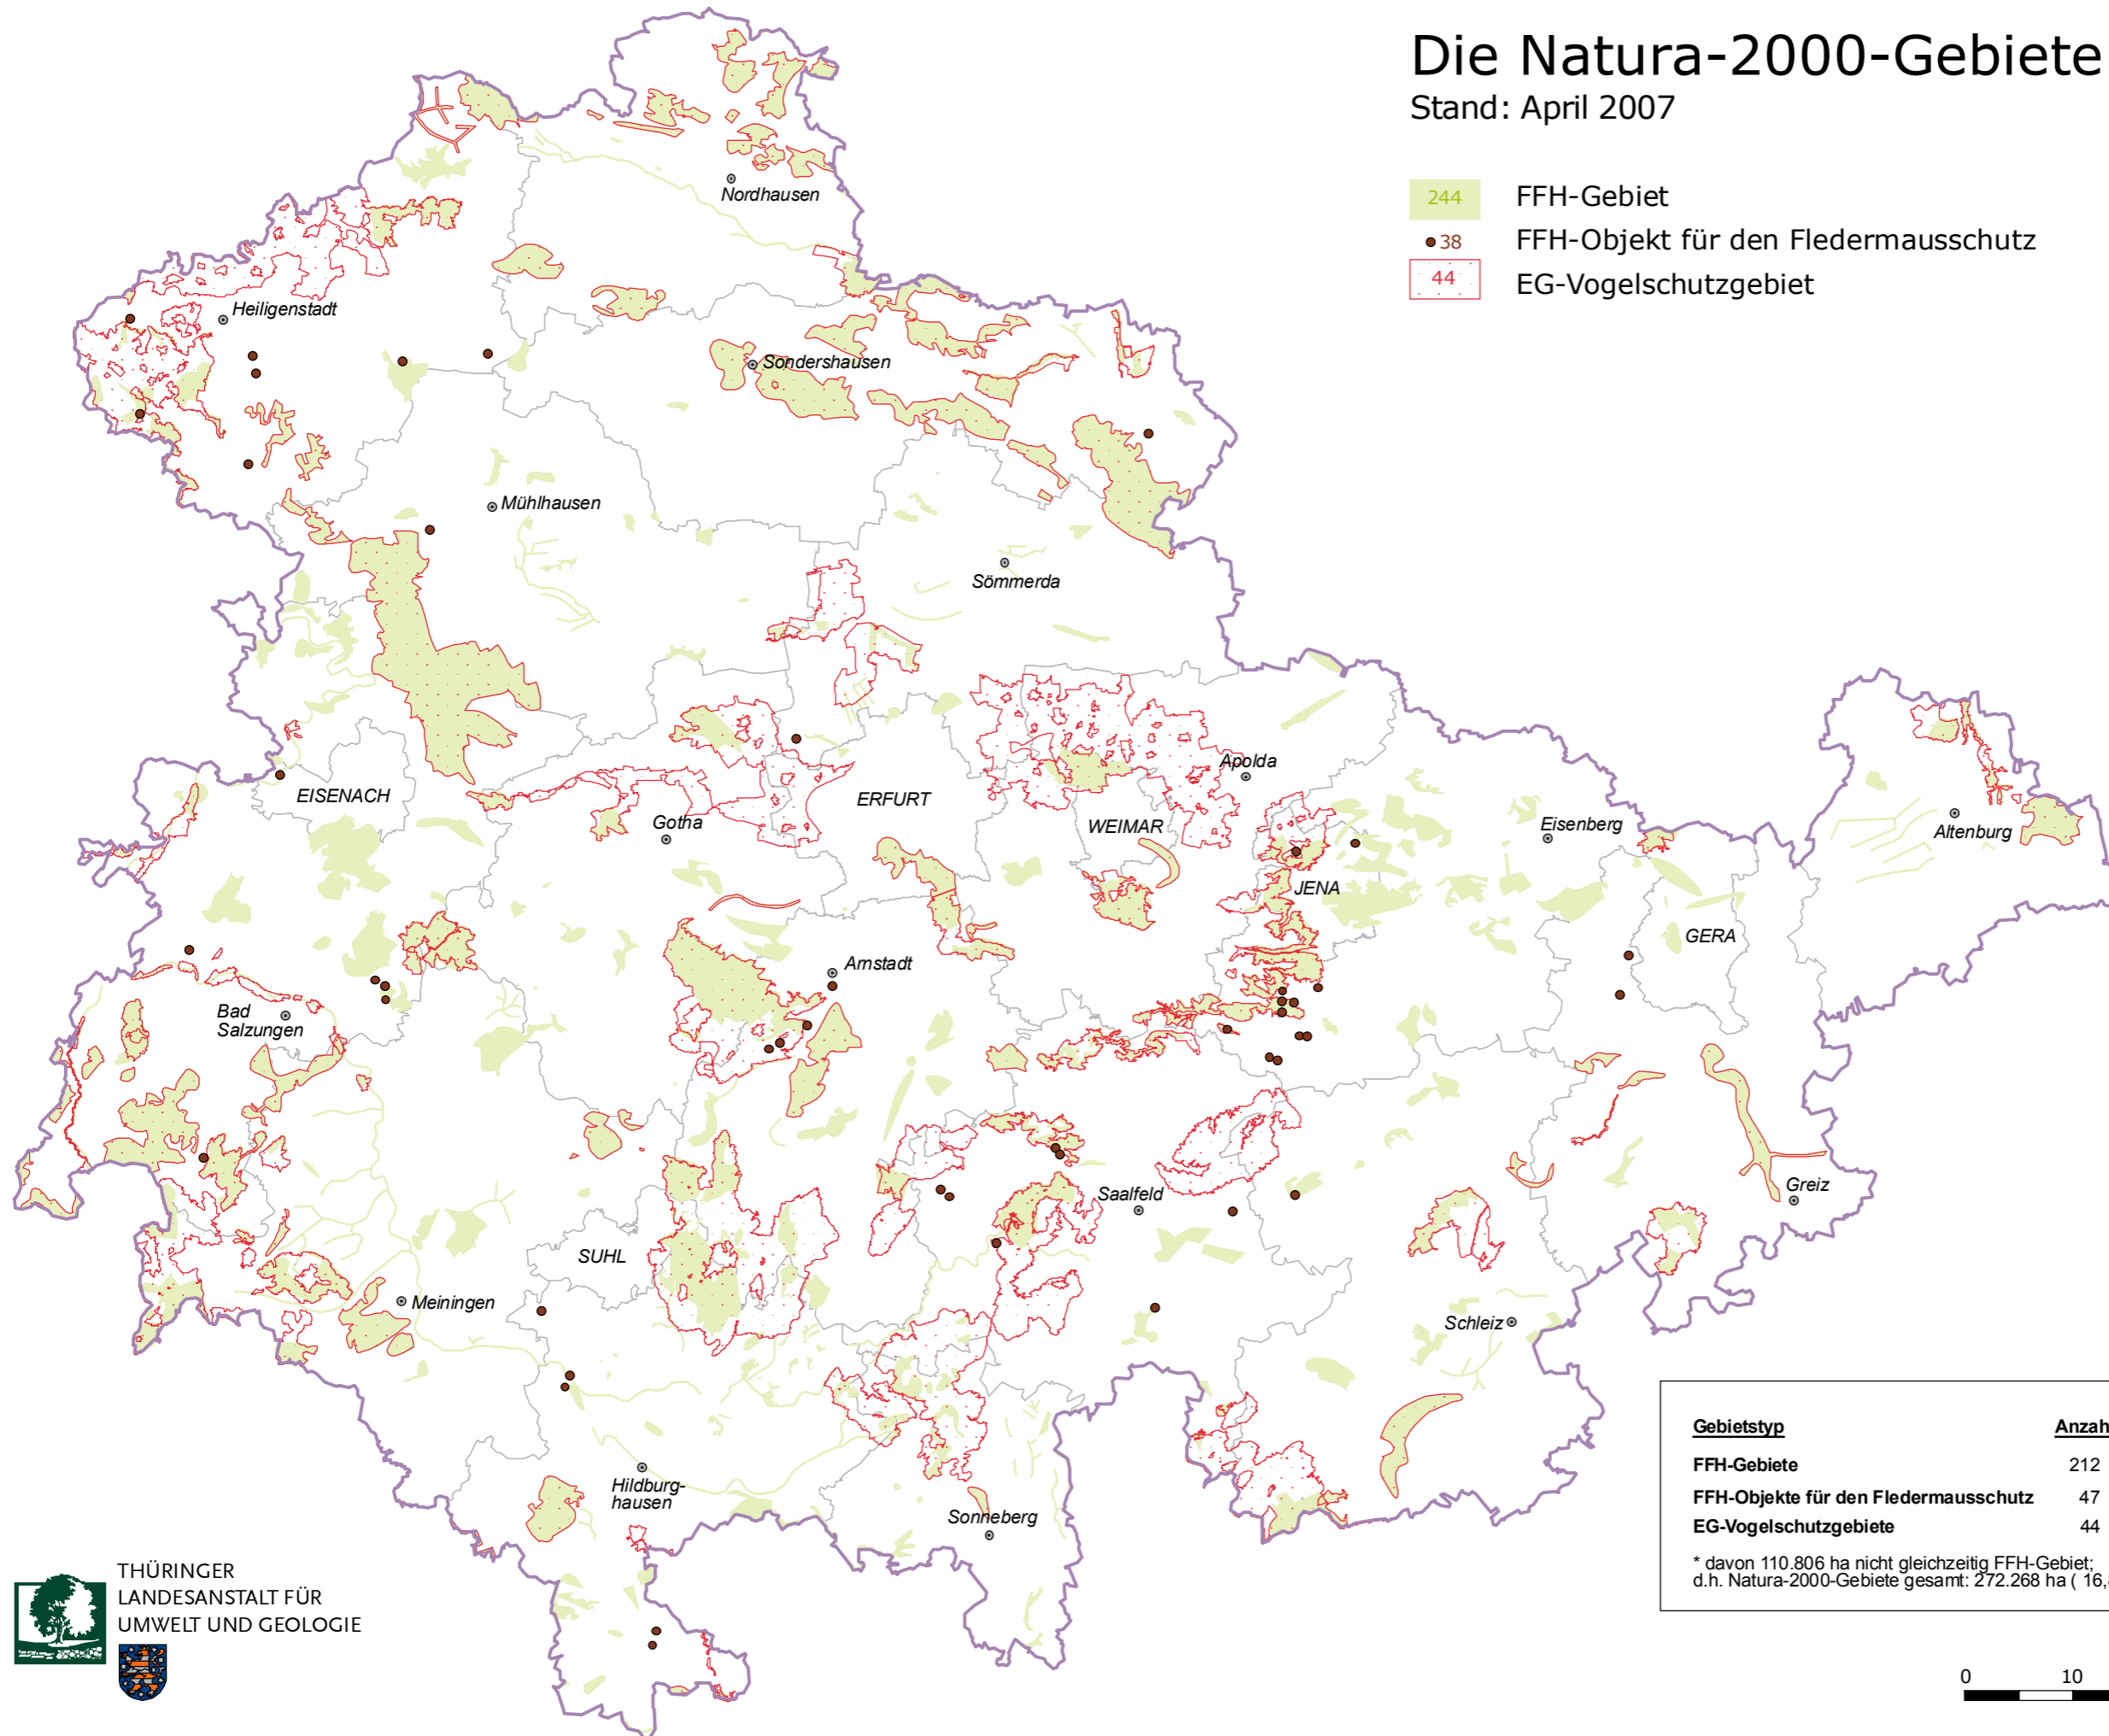 Die Natura-2000-Gebiete
Stand: April 2007
244 FFH-Gebiet
38 FFH-Objekt für den Fledermausschutz
44 EG-Vogelschutzgebiet
Nordhausen
Heiligenstadt
Sondershausen
Mühlhausen
Sömmerda
EISENACH
Gotha
ERFURT
WEIMAR
Apolda
JENA
Eisenberg
GERA
Altenburg
Bad
Salzungen
Arnstadt
SUHL
Saalfeld
Greiz
Meiningen
Schleiz
Hildburg-
hausen
Sonneberg
Gebietstyp Anzah
FFH-Gebiete 212
FFH-Objekte für den Fledermausschutz 47
EG-Vogelschutzgebiete 44
* davon 110.806 ha nicht gleichzeitig FFH-Gebiet;
d.h. Natura-2000-Gebiete gesamt: 272.268 ha ( 16,
THÜRINGER
LANDESANSTALT FÜR
UMWELT UND GEOLOGIE
0 10